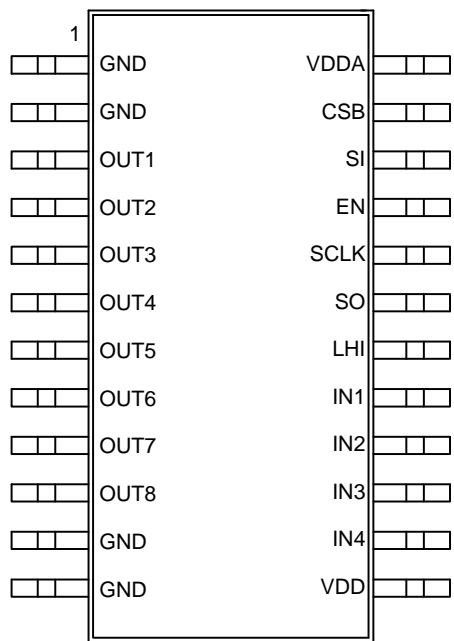 1
GND VDDA
GND CSB
OUT1 SI
OUT2 EN
OUT3 SCLK
OUT4 SO
OUT5 LHI
OUT6 IN1
OUT7 IN2
OUT8 IN3
GND IN4
GND VDD